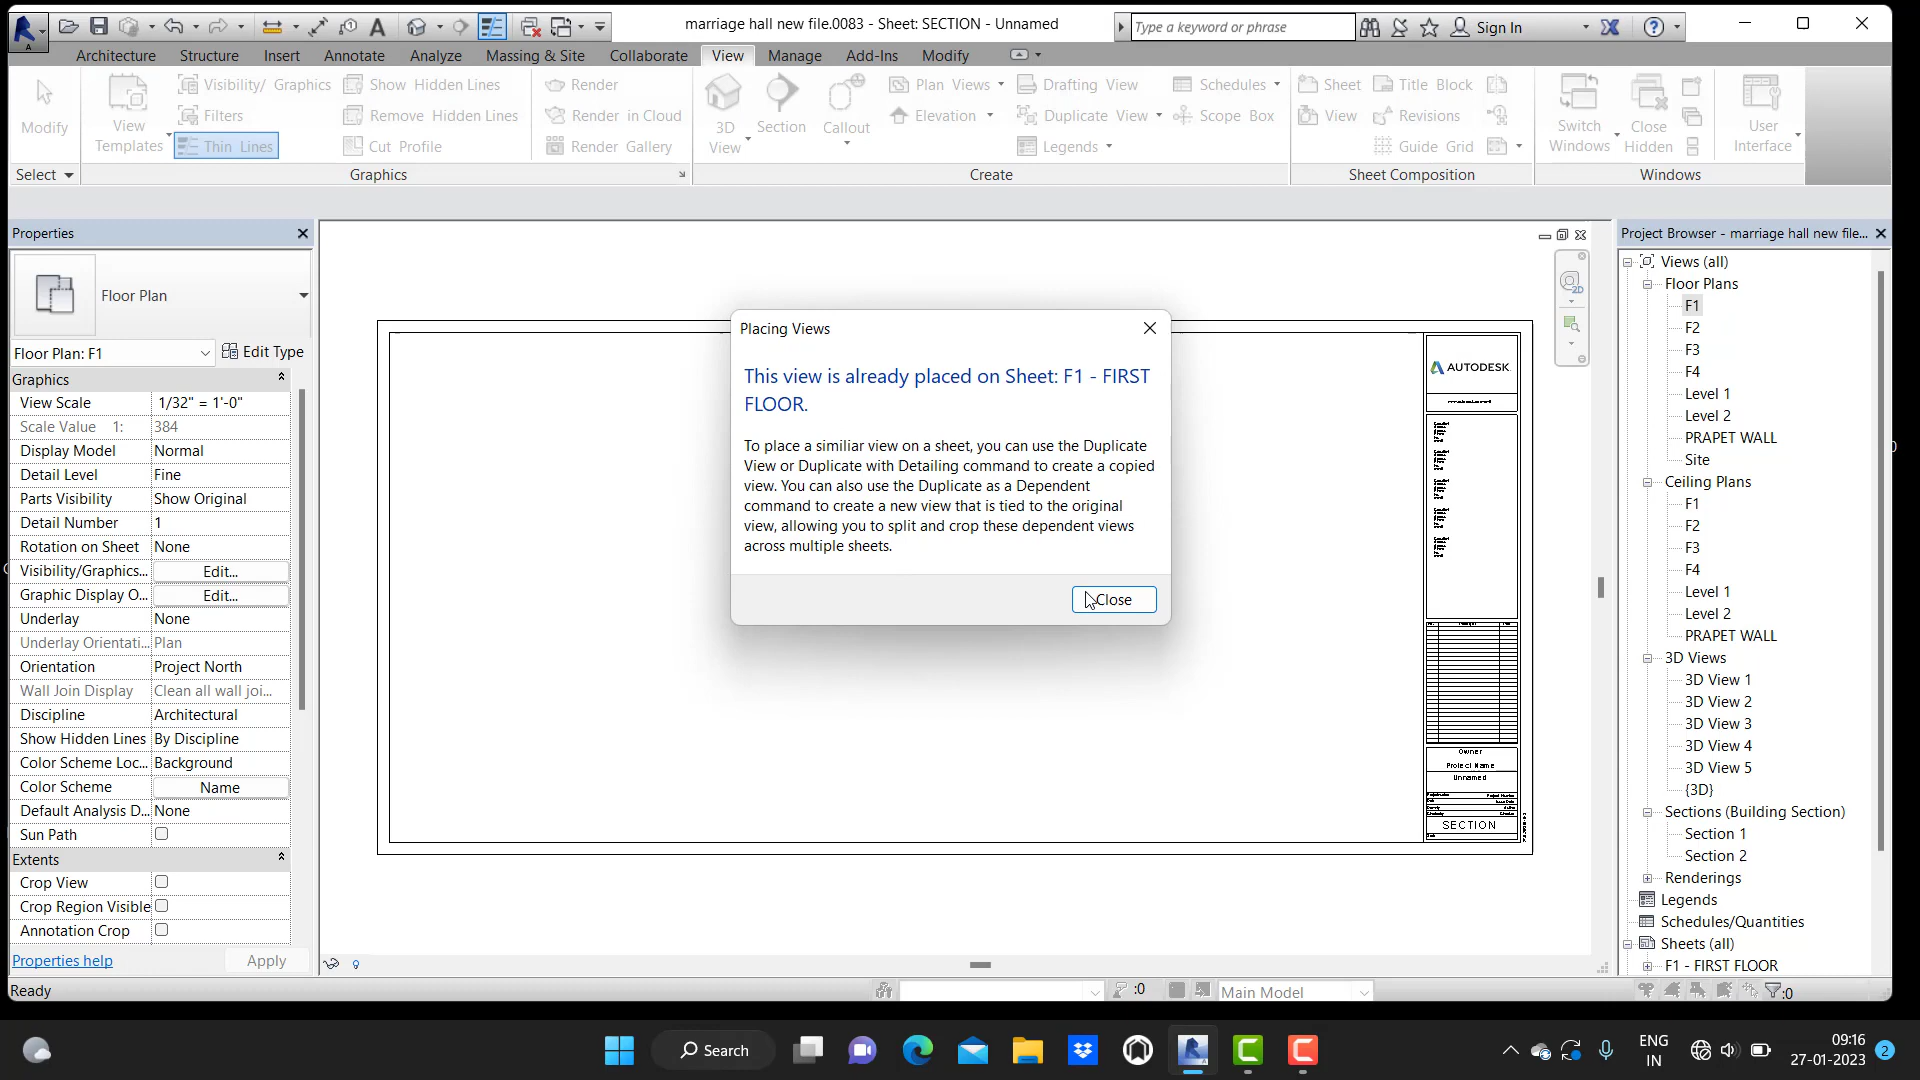 marriage hall new file.0083 - Sheet: SECTION - Unnamed
Type a keyword or phrase
Sign In
Architecture Structure Insert Annotate Analyze Massing & Site Collaborate View Manage Add-Ins Modify
Modify
View
Templates
Visibility/ Graphics
Filters
Thin Lines
Show Hidden Lines
Remove Hidden Lines
Cut Profile
Render
Render in Cloud
Render Gallery
3D
View
Section
Callout
Plan Views
Elevation
Drafting View
Duplicate View
Legends
Schedules
Scope Box
Sheet
View
Title Block
Revisions
Guide Grid
Switch
Windows
Close
Hidden
User
Interface
Select
Graphics
Create
Sheet Composition
Windows
Properties
Floor Plan
Floor Plan: F1
Edit Type
Graphics
View Scale 1/32" = 1'-0"
Scale Value 1: 384
Display Model Normal
Detail Level Fine
Parts Visibility Show Original
Detail Number 1
Rotation on Sheet None
Visibility/Graphics... Edit...
Graphic Display O... Edit...
Underlay None
Underlay Orientati... Plan
Orientation Project North
Wall Join Display Clean all wall joi...
Discipline Architectural
Show Hidden Lines By Discipline
Color Scheme Loc... Background
Color Scheme Name
Default Analysis D... None
Sun Path
Extents
Crop View
Crop Region Visible
Annotation Crop
Properties help
Apply
Placing Views
This view is already placed on Sheet: F1 - FIRST
FLOOR.
To place a similiar view on a sheet, you can use the Duplicate
View or Duplicate with Detailing command to create a copied
view. You can also use the Duplicate as a Dependent
command to create a new view that is tied to the original
view, allowing you to split and crop these dependent views
across multiple sheets.
Close
AUTODESK
Owner
Project Name
Unnamed
SECTION
2D
Project Browser - marriage hall new file...
Views (all)
Floor Plans
F1
F2
F3
F4
Level 1
Level 2
PRAPET WALL
Site
Ceiling Plans
F1
F2
F3
F4
Level 1
Level 2
PRAPET WALL
3D Views
3D View 1
3D View 2
3D View 3
3D View 4
3D View 5
{3D}
Sections (Building Section)
Section 1
Section 2
Renderings
Legends
Schedules/Quantities
Sheets (all)
F1 - FIRST FLOOR
Ready
:0
Main Model
:0
Search
ENG
IN
09:16
27-01-2023
2